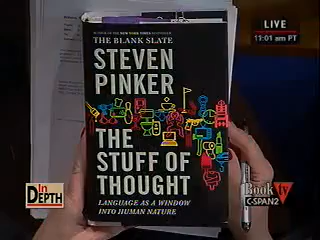 LIVE
11:01 am PT
AUTHOR OF THE NEW YORK TIMES BESTSELLER
THE BLANK SLATE
STEVEN
PINKER
THE
STUFF OF
THOUGHT
LANGUAGE AS A WINDOW
INTO HUMAN NATURE
In
DEPTH
Book tv
C-SPAN2